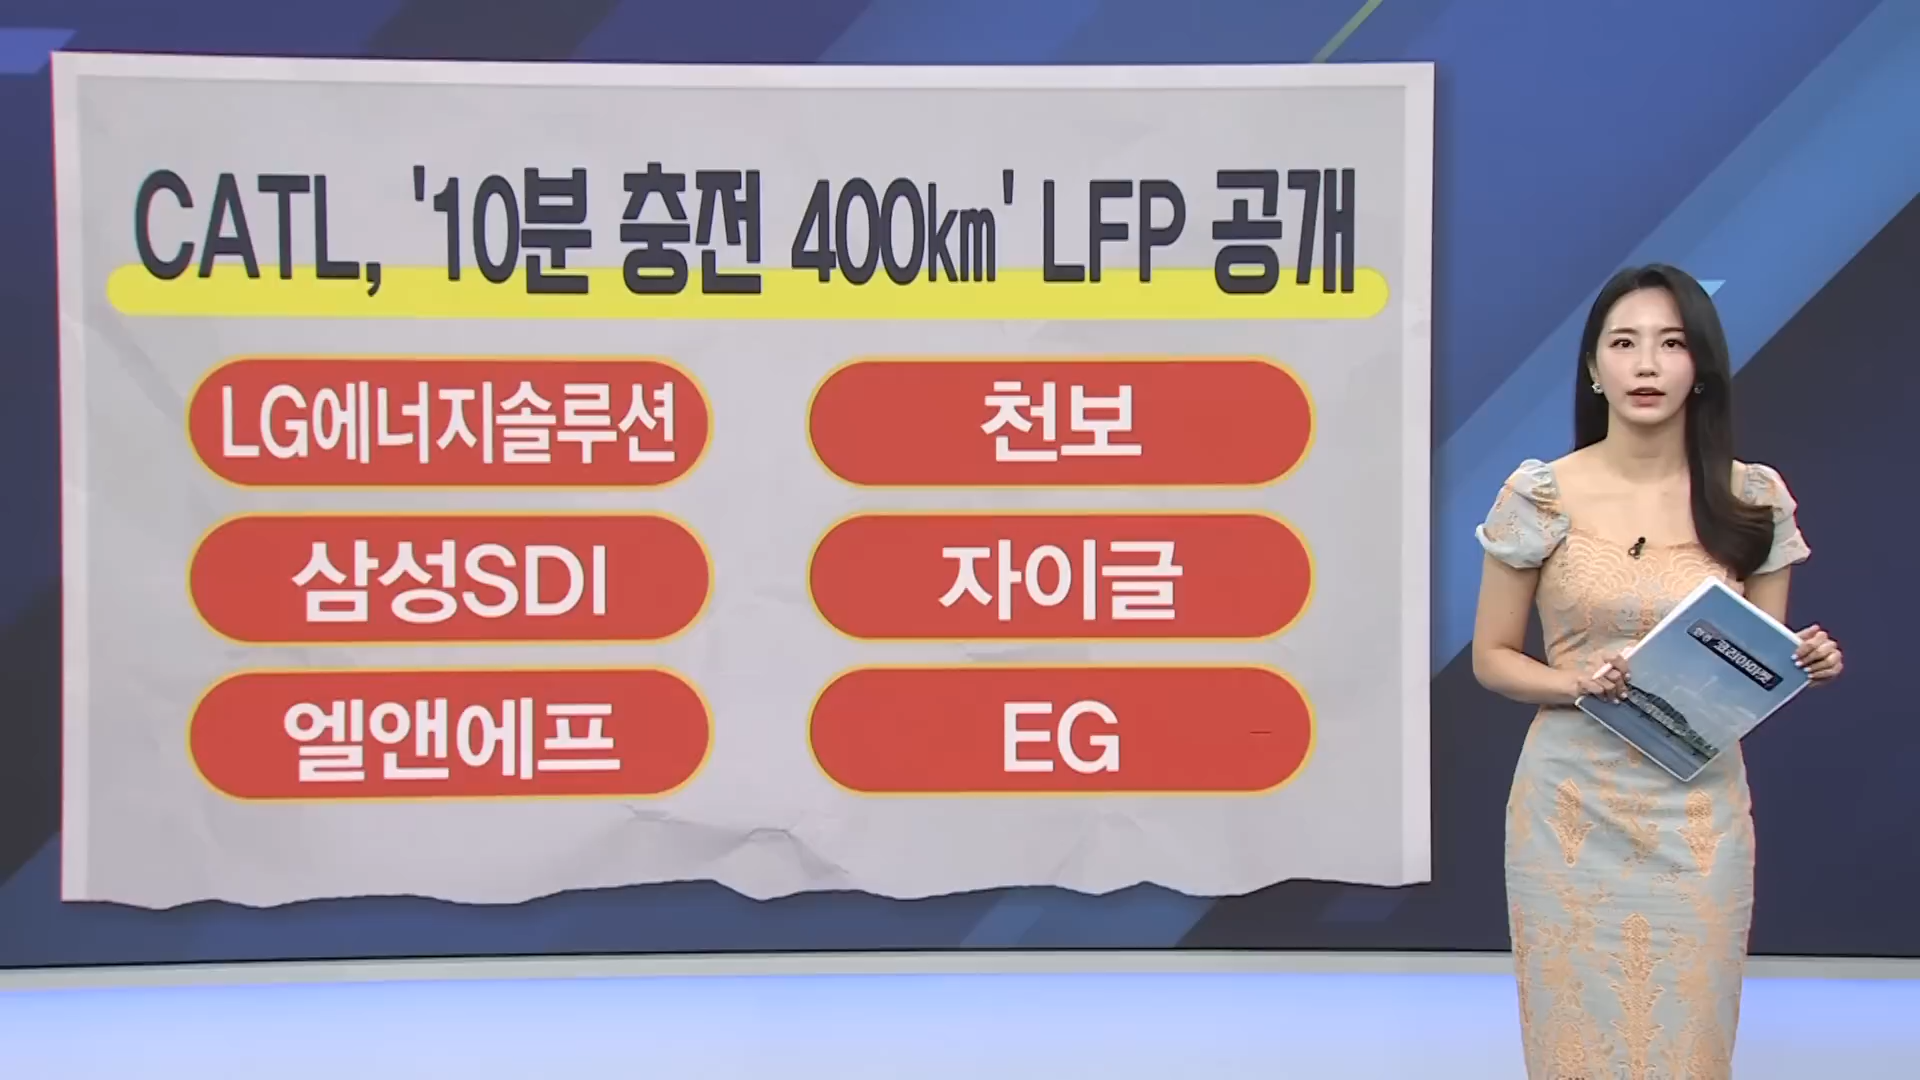 CATL, '10분 충전 400km' LFP 공개
LG에너지솔루션
천보
삼성SDI
자이글
엘앤에프
EG